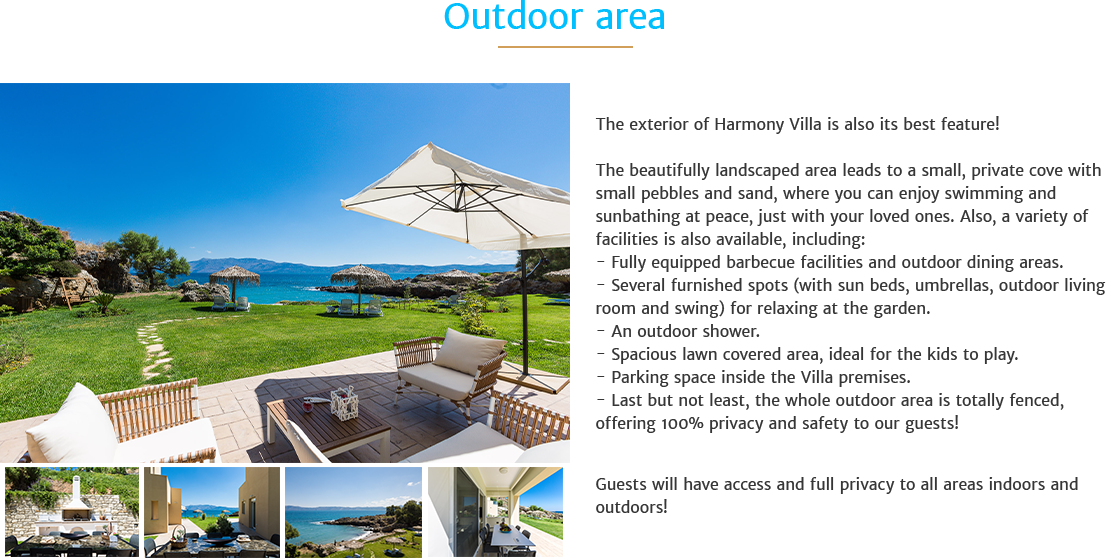 Outdoor area
The exterior of Harmony Villa is also its best feature!
The beautifully landscaped area leads to a small, private cove with
small pebbles and sand, where you can enjoy swimming and
sunbathing at peace, just with your loved ones. Also, a variety of
facilities is also available, including:
- Fully equipped barbecue facilities and outdoor dining areas.
- Several furnished spots (with sun beds, umbrellas, outdoor living
room and swing) for relaxing at the garden.
- An outdoor shower.
- Spacious lawn covered area, ideal for the kids to play.
- Parking space inside the Villa premises.
- Last but not least, the whole outdoor area is totally fenced,
offering 100% privacy and safety to our guests!
Guests will have access and full privacy to all areas indoors and
outdoors!